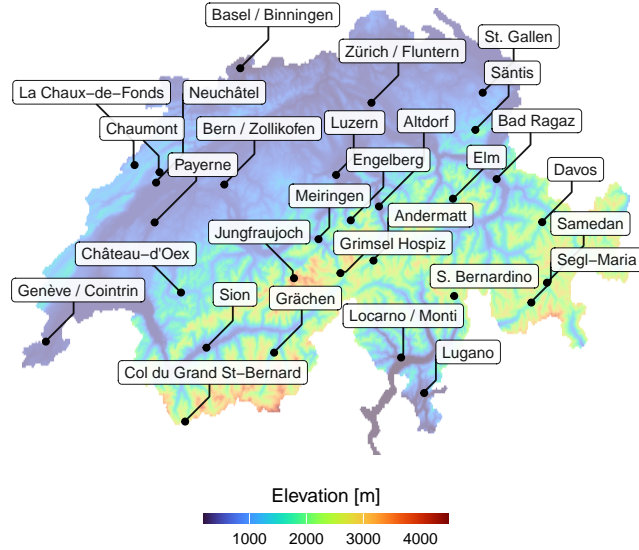 Basel / Binningen
St. Gallen
Zürich / Fluntern
Säntis
La Chaux−de−Fonds
Neuchâtel
Chaumont
Bern / Zollikofen
Luzern
Altdorf
Bad Ragaz
Payerne
Engelberg
Elm
Davos
Meiringen
Andermatt
Samedan
Jungfraujoch
Grimsel Hospiz
Château−d'Oex
Segl−Maria
S. Bernardino
Genève / Cointrin
Sion
Grächen
Locarno / Monti
Lugano
Col du Grand St−Bernard
Elevation [m]
1000 2000 3000 4000